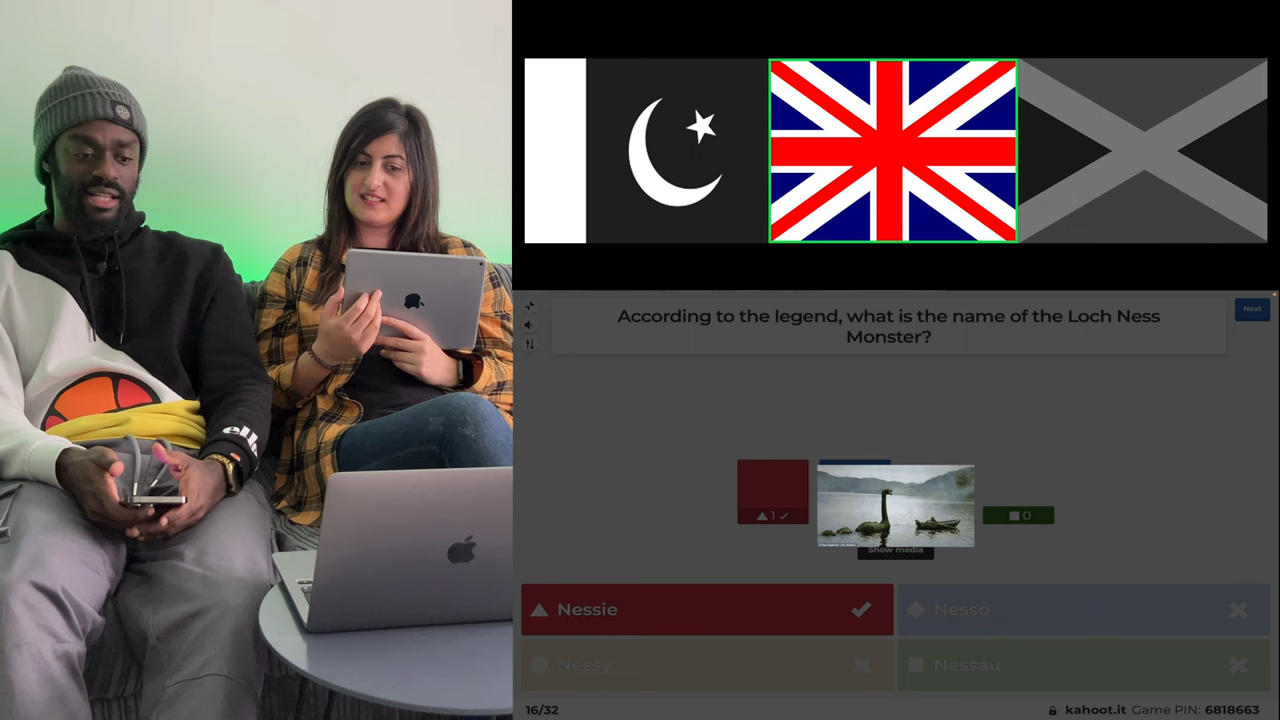 Next
According to the legend, what is the name of the Loch Ness
Monster?
1
0
Show media
Nessie
Nesso
Nessy
Nessau
16/32
kahoot.it Game PIN: 6818663